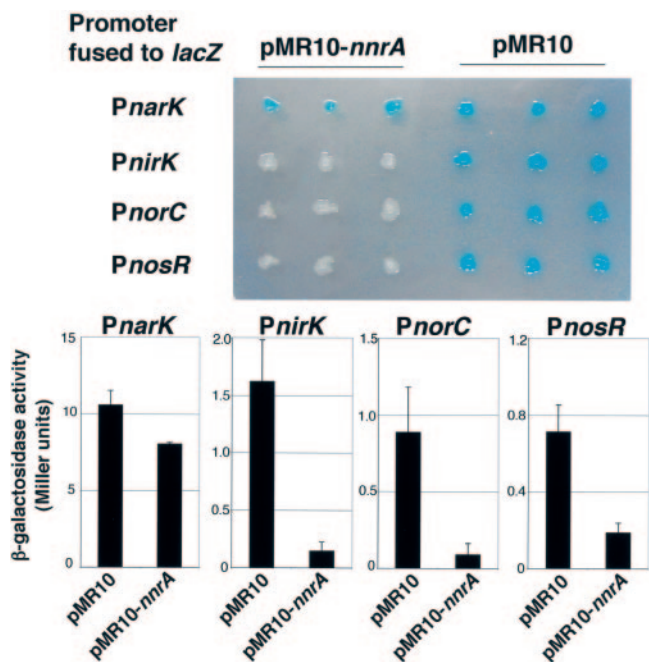 Promoter
fused to lacZ
pMR10-nnrA
pMR10
PnarK
PnirK
PnorC
PnosR
PnarK
PnirK
PnorC
PnosR
β-galactosidase activity
(Miller units)
15
10
5
0
2.0
1.5
1.0
0.5
0
1.5
1.0
0.5
0
1.2
0.8
0.4
0
pMR10
pMR10-nnrA
pMR10
pMR10-nnrA
pMR10
pMR10-nnrA
pMR10
pMR10-nnrA